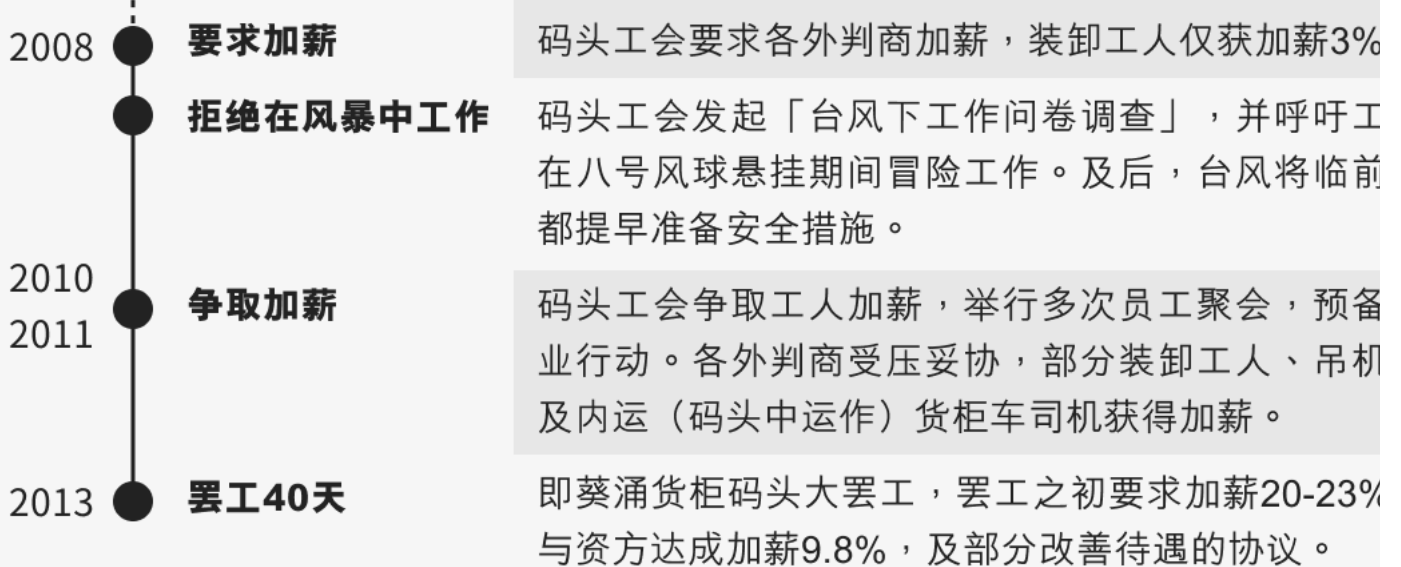 2008 要求加薪 码头工会要求各外判商加薪，装卸工人仅获加薪3%
拒绝在风暴中工作 码头工会发起「台风下工作问卷调查」，并呼吁工
在八号风球悬挂期间冒险工作。及后，台风将临前
都提早准备安全措施。
2010
2011
争取加薪 码头工会争取工人加薪，举行多次员工聚会，预备
业行动。各外判商受压妥协，部分装卸工人、吊机
及内运（码头中运作）货柜车司机获得加薪。
2013 罢工40天 即葵涌货柜码头大罢工，罢工之初要求加薪20-23%
与资方达成加薪9.8%，及部分改善待遇的协议。